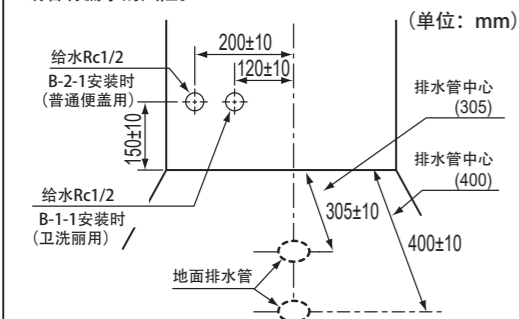 (单位：mm)
200±10
120±10
给水Rc1/2
B-2-1安装时
(普通便盖用)
150±10
排水管中心
(305)
排水管中心
(400)
给水Rc1/2
B-1-1安装时
(卫洗丽用)
305±10
400±10
地面排水管